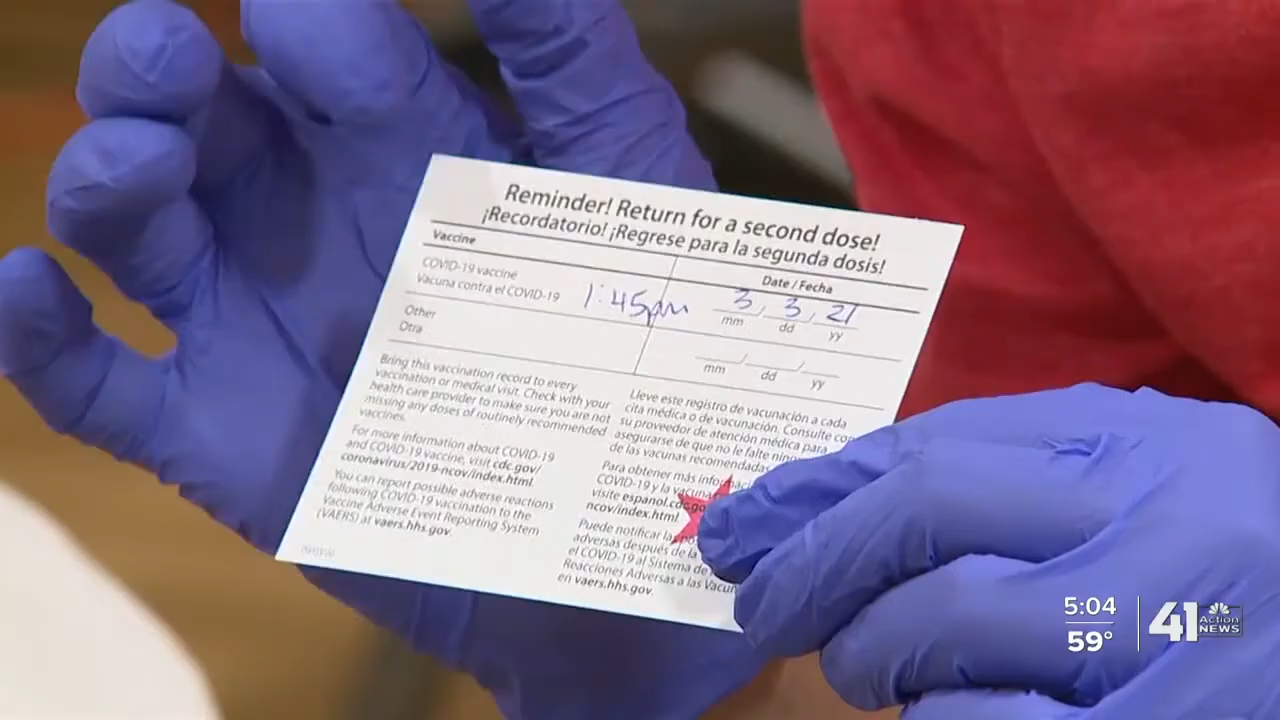 Reminder! Return for a second dose!
¡Recordatorio! ¡Regrese para la segunda dosis!
Vaccine
Date / Fecha
COVID-19 vaccine
Vacuna contra el COVID-19
1:45pm
3 / 3 / 21
mm dd yy
Other
Otra
/ /
mm dd yy
Bring this vaccination record to every
vaccination or medical visit. Check with your
health care provider to make sure you are not
missing any doses of routinely recommended
vaccines.
For more information about COVID-19
and COVID-19 vaccine, visit cdc.gov/
coronavirus/2019-ncov/index.html.
You can report possible adverse reactions
following COVID-19 vaccination to the
Vaccine Adverse Event Reporting System
(VAERS) at vaers.hhs.gov.
Lleve este registro de vacunación a cada
cita médica o de vacunación. Consulte con
su proveedor de atención médica para
asegurarse de que no le falte
de las vacunas recomendadas
Para obtener más
COVID-19 y la vacuna
visite espanol.cdc.go
ncov/index.html
Puede notificar la
adversas después de la
el COVID-19 al Sistema de
Reacciones Adversas a las
en vaers.hhs.gov.
5:04
59°
41 Action NEWS